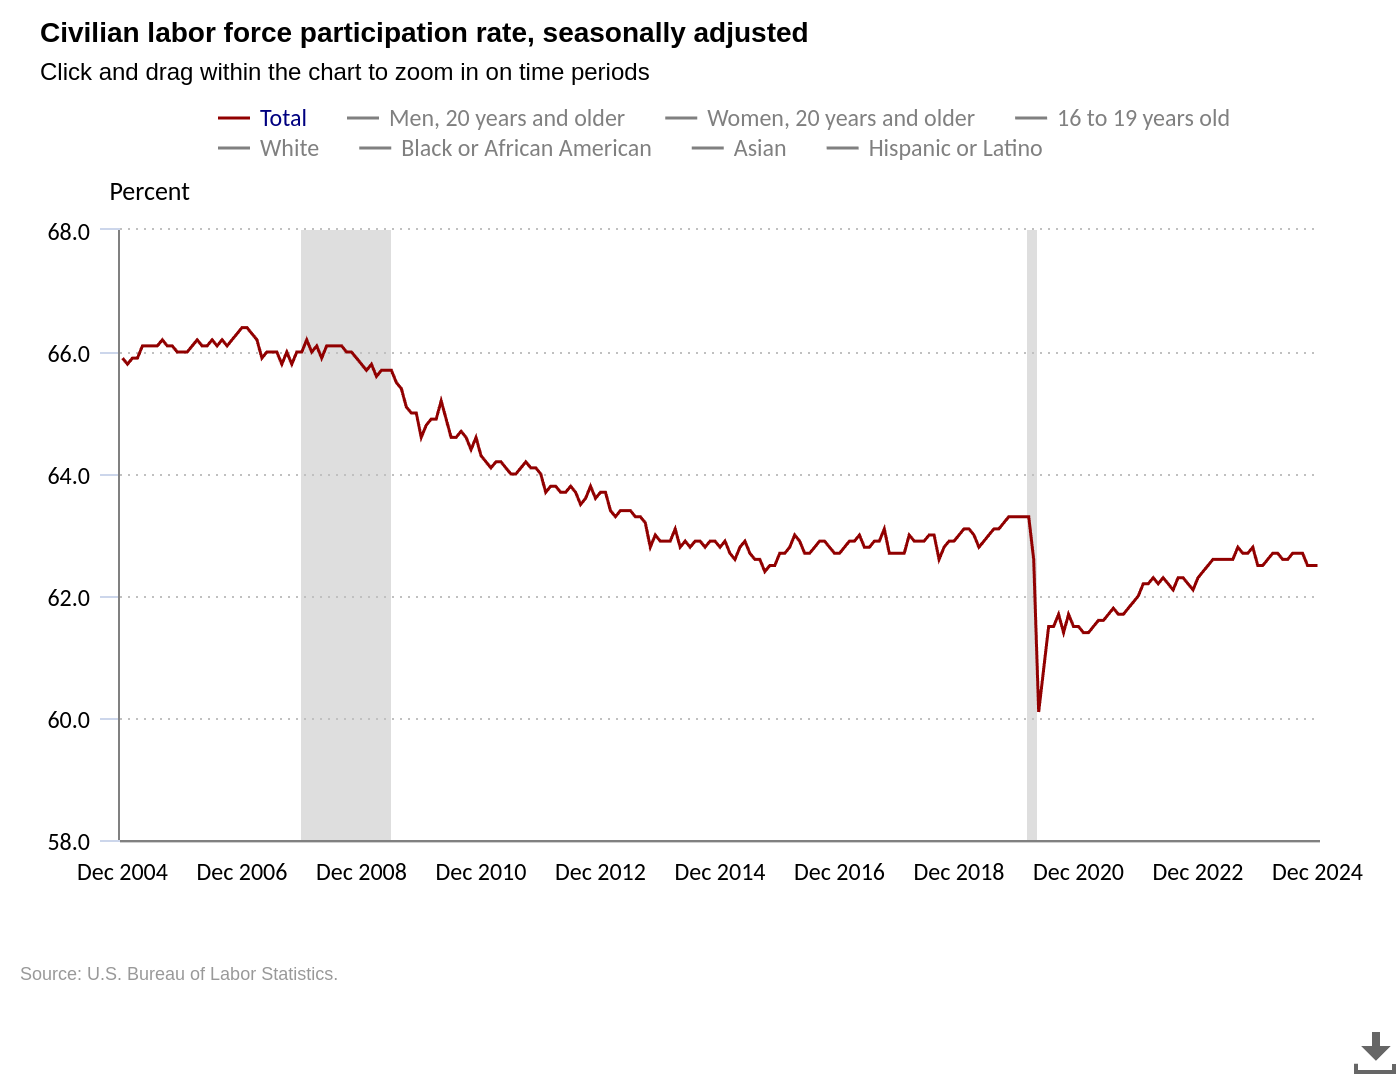 Civilian labor force participation rate, seasonally adjusted
Click and drag within the chart to zoom in on time periods
Total Men, 20 years and older Women, 20 years and older 16 to 19 years old
White Black or African American Asian Hispanic or Latino
Percent
68.0
66.0
64.0
62.0
60.0
58.0
Dec 2004 Dec 2006 Dec 2008 Dec 2010 Dec 2012 Dec 2014 Dec 2016 Dec 2018 Dec 2020 Dec 2022 Dec 2024
Source: U.S. Bureau of Labor Statistics.